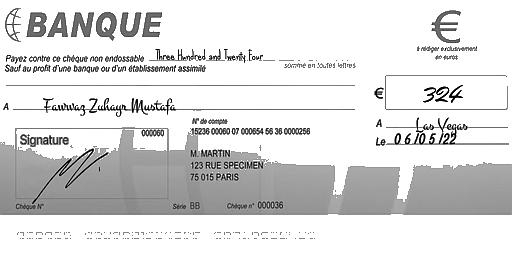 BANQUE
Payez contre ce chèque non endossable Three Hundred and Twenty Four
somme en toutes lettres
Sauf au profit d'une banque ou d'un établissement assimilé
€
à rédiger exclusivement
en euros
€ 324
A Fawwaz Zuhayr Mustafa
A Las Vegas
Le 06/05/22
Signature
000060
N° de compte
15236 00060 07 000654 56 36 0000256
M. MARTIN
123 RUE SPECIMEN
75 015 PARIS
Chèque N° Série BB Chèque n° 000036